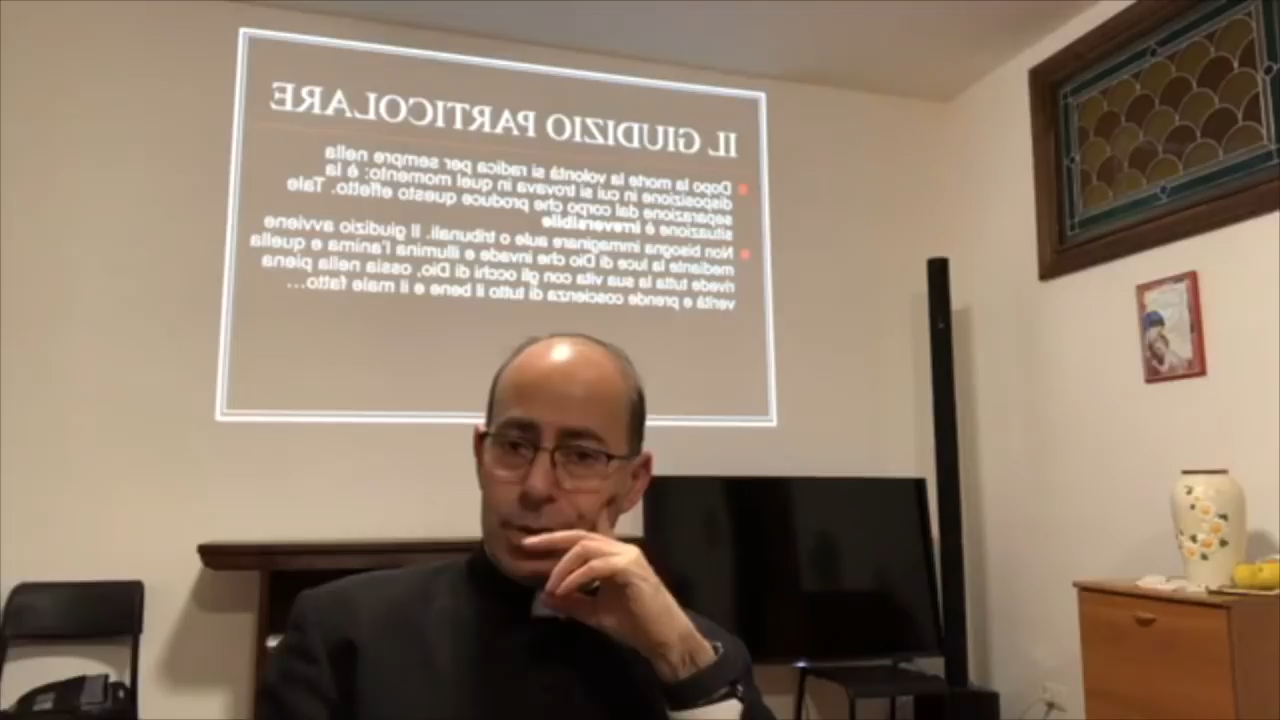 IL GIUDIZIO PARTICOLARE
Dopo la morte la volontà si radica per sempre nella
disposizione in cui si trovava in quel momento: è la
separazione dal corpo che produce questo effetto. Tale
situazione è irreversibile
Non bisogna immaginare aule o tribunali. Il giudizio avviene
mediante la luce di Dio che invade e illumina l'anima e quella
rivede tutta la sua vita con gli occhi di Dio, ossia nella piena
verità e prende coscienza di tutto il bene e il male fatto…